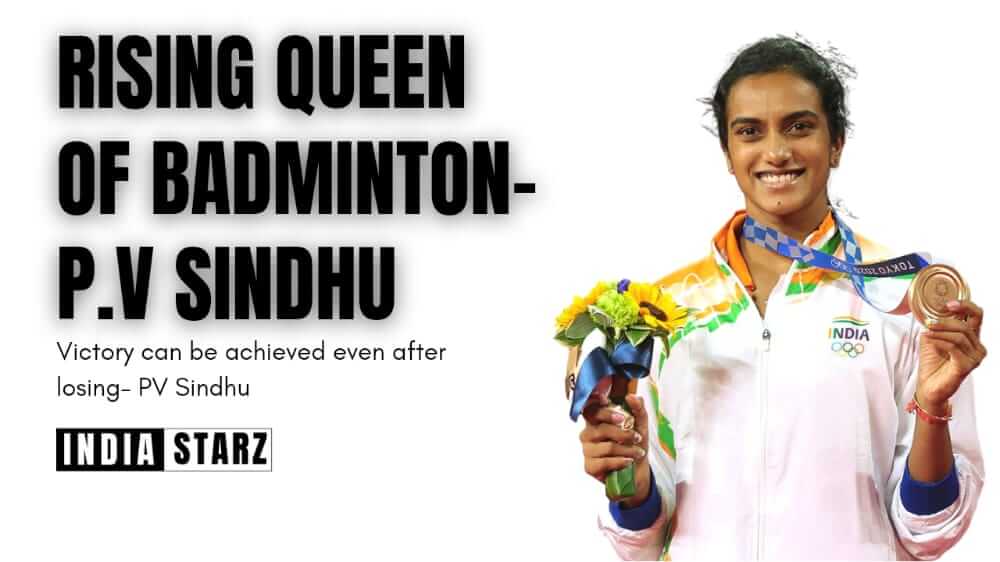 RISING QUEEN
OF BADMINTON-
P.V SINDHU
Victory can be achieved even after
losing- PV Sindhu
INDIA STARZ
TOKYO 2020
INDIA